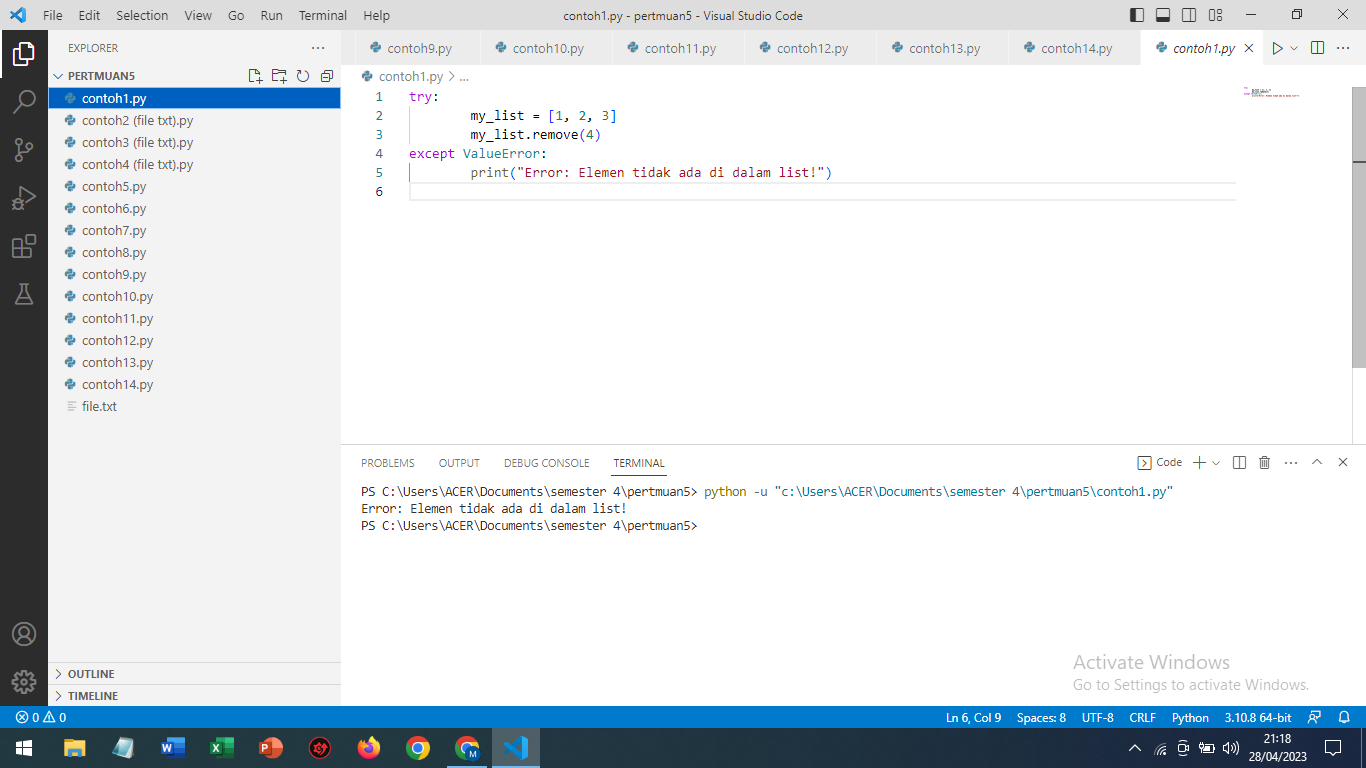 File Edit Selection View Go Run Terminal Help contoh1.py - pertmuan5 - Visual Studio Code
EXPLORER
PERTMUAN5
contoh1.py
contoh2 (file txt).py
contoh3 (file txt).py
contoh4 (file txt).py
contoh5.py
contoh6.py
contoh7.py
contoh8.py
contoh9.py
contoh10.py
contoh11.py
contoh12.py
contoh13.py
contoh14.py
file.txt
OUTLINE
TIMELINE
contoh9.py contoh10.py contoh11.py contoh12.py contoh13.py contoh14.py contoh1.py
contoh1.py > ...
1 try:
2 my_list = [1, 2, 3]
3 my_list.remove(4)
4 except ValueError:
5 print("Error: Elemen tidak ada di dalam list!")
6
PROBLEMS OUTPUT DEBUG CONSOLE TERMINAL Code
PS C:\Users\ACER\Documents\semester 4\pertmuan5> python -u "c:\Users\ACER\Documents\semester 4\pertmuan5\contoh1.py"
Error: Elemen tidak ada di dalam list!
PS C:\Users\ACER\Documents\semester 4\pertmuan5>
Activate Windows
Go to Settings to activate Windows.
0 0 Ln 6, Col 9 Spaces: 8 UTF-8 CRLF Python 3.10.8 64-bit
21:18
28/04/2023